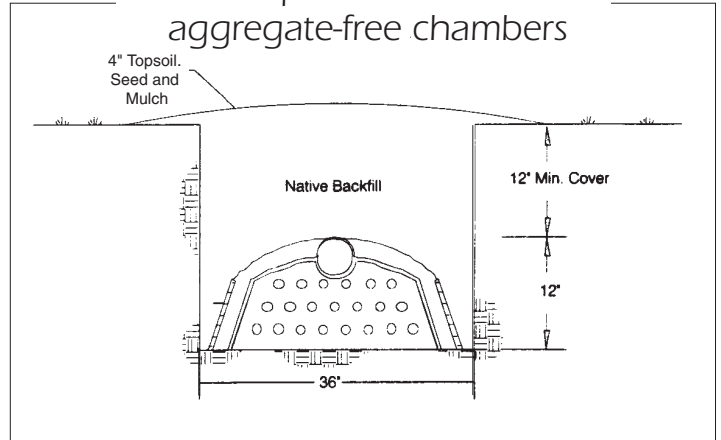 aggregate-free chambers
4" Topsoil.
Seed and
Mulch
12" Min. Cover
Native Backfill
12"
36"